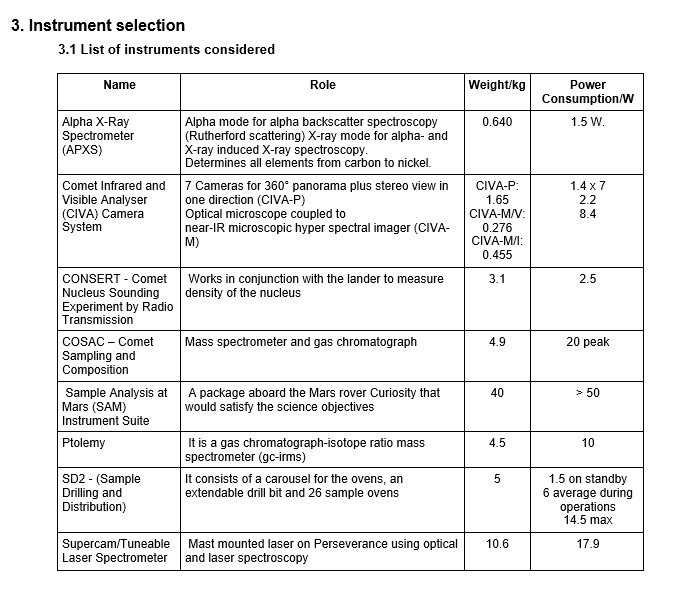 3. Instrument selection
3.1 List of instruments considered
Name Role Weight/kg Power
Consumption/W
Alpha X-Ray
Spectrometer
(APXS)
Alpha mode for alpha backscatter spectroscopy
(Rutherford scattering) X-ray mode for alpha- and
X-ray induced X-ray spectroscopy.
Determines all elements from carbon to nickel.
0.640
1.5 W.
Comet Infrared and
Visible Analyser
(CIVA) Camera
System
7 Cameras for 360° panorama plus stereo view in
one direction (CIVA-P)
Optical microscope coupled to
near-IR microscopic hyper spectral imager (CIVA-
M)
CIVA-P:
1.65
CIVA-M/V:
0.276
CIVA-M/I:
0.455
1.4 x 7
2.2
8.4
CONSERT - Comet
Nucleus Sounding
Experiment by Radio
Transmission
Works in conjunction with the lander to measure
density of the nucleus
3.1
2.5
COSAC – Comet
Sampling and
Composition
Mass spectrometer and gas chromatograph
4.9
20 peak
Sample Analysis at
Mars (SAM)
Instrument Suite
A package aboard the Mars rover Curiosity that
would satisfy the science objectives
40
> 50
Ptolemy
It is a gas chromatograph-isotope ratio mass
spectrometer (gc-irms)
4.5
10
SD2 - (Sample
Drilling and
Distribution)
It consists of a carousel for the ovens, an
extendable drill bit and 26 sample ovens
5
1.5 on standby
6 average during
operations
14.5 max
Supercam/Tuneable
Laser Spectrometer
Mast mounted laser on Perseverance using optical
and laser spectroscopy
10.6
17.9